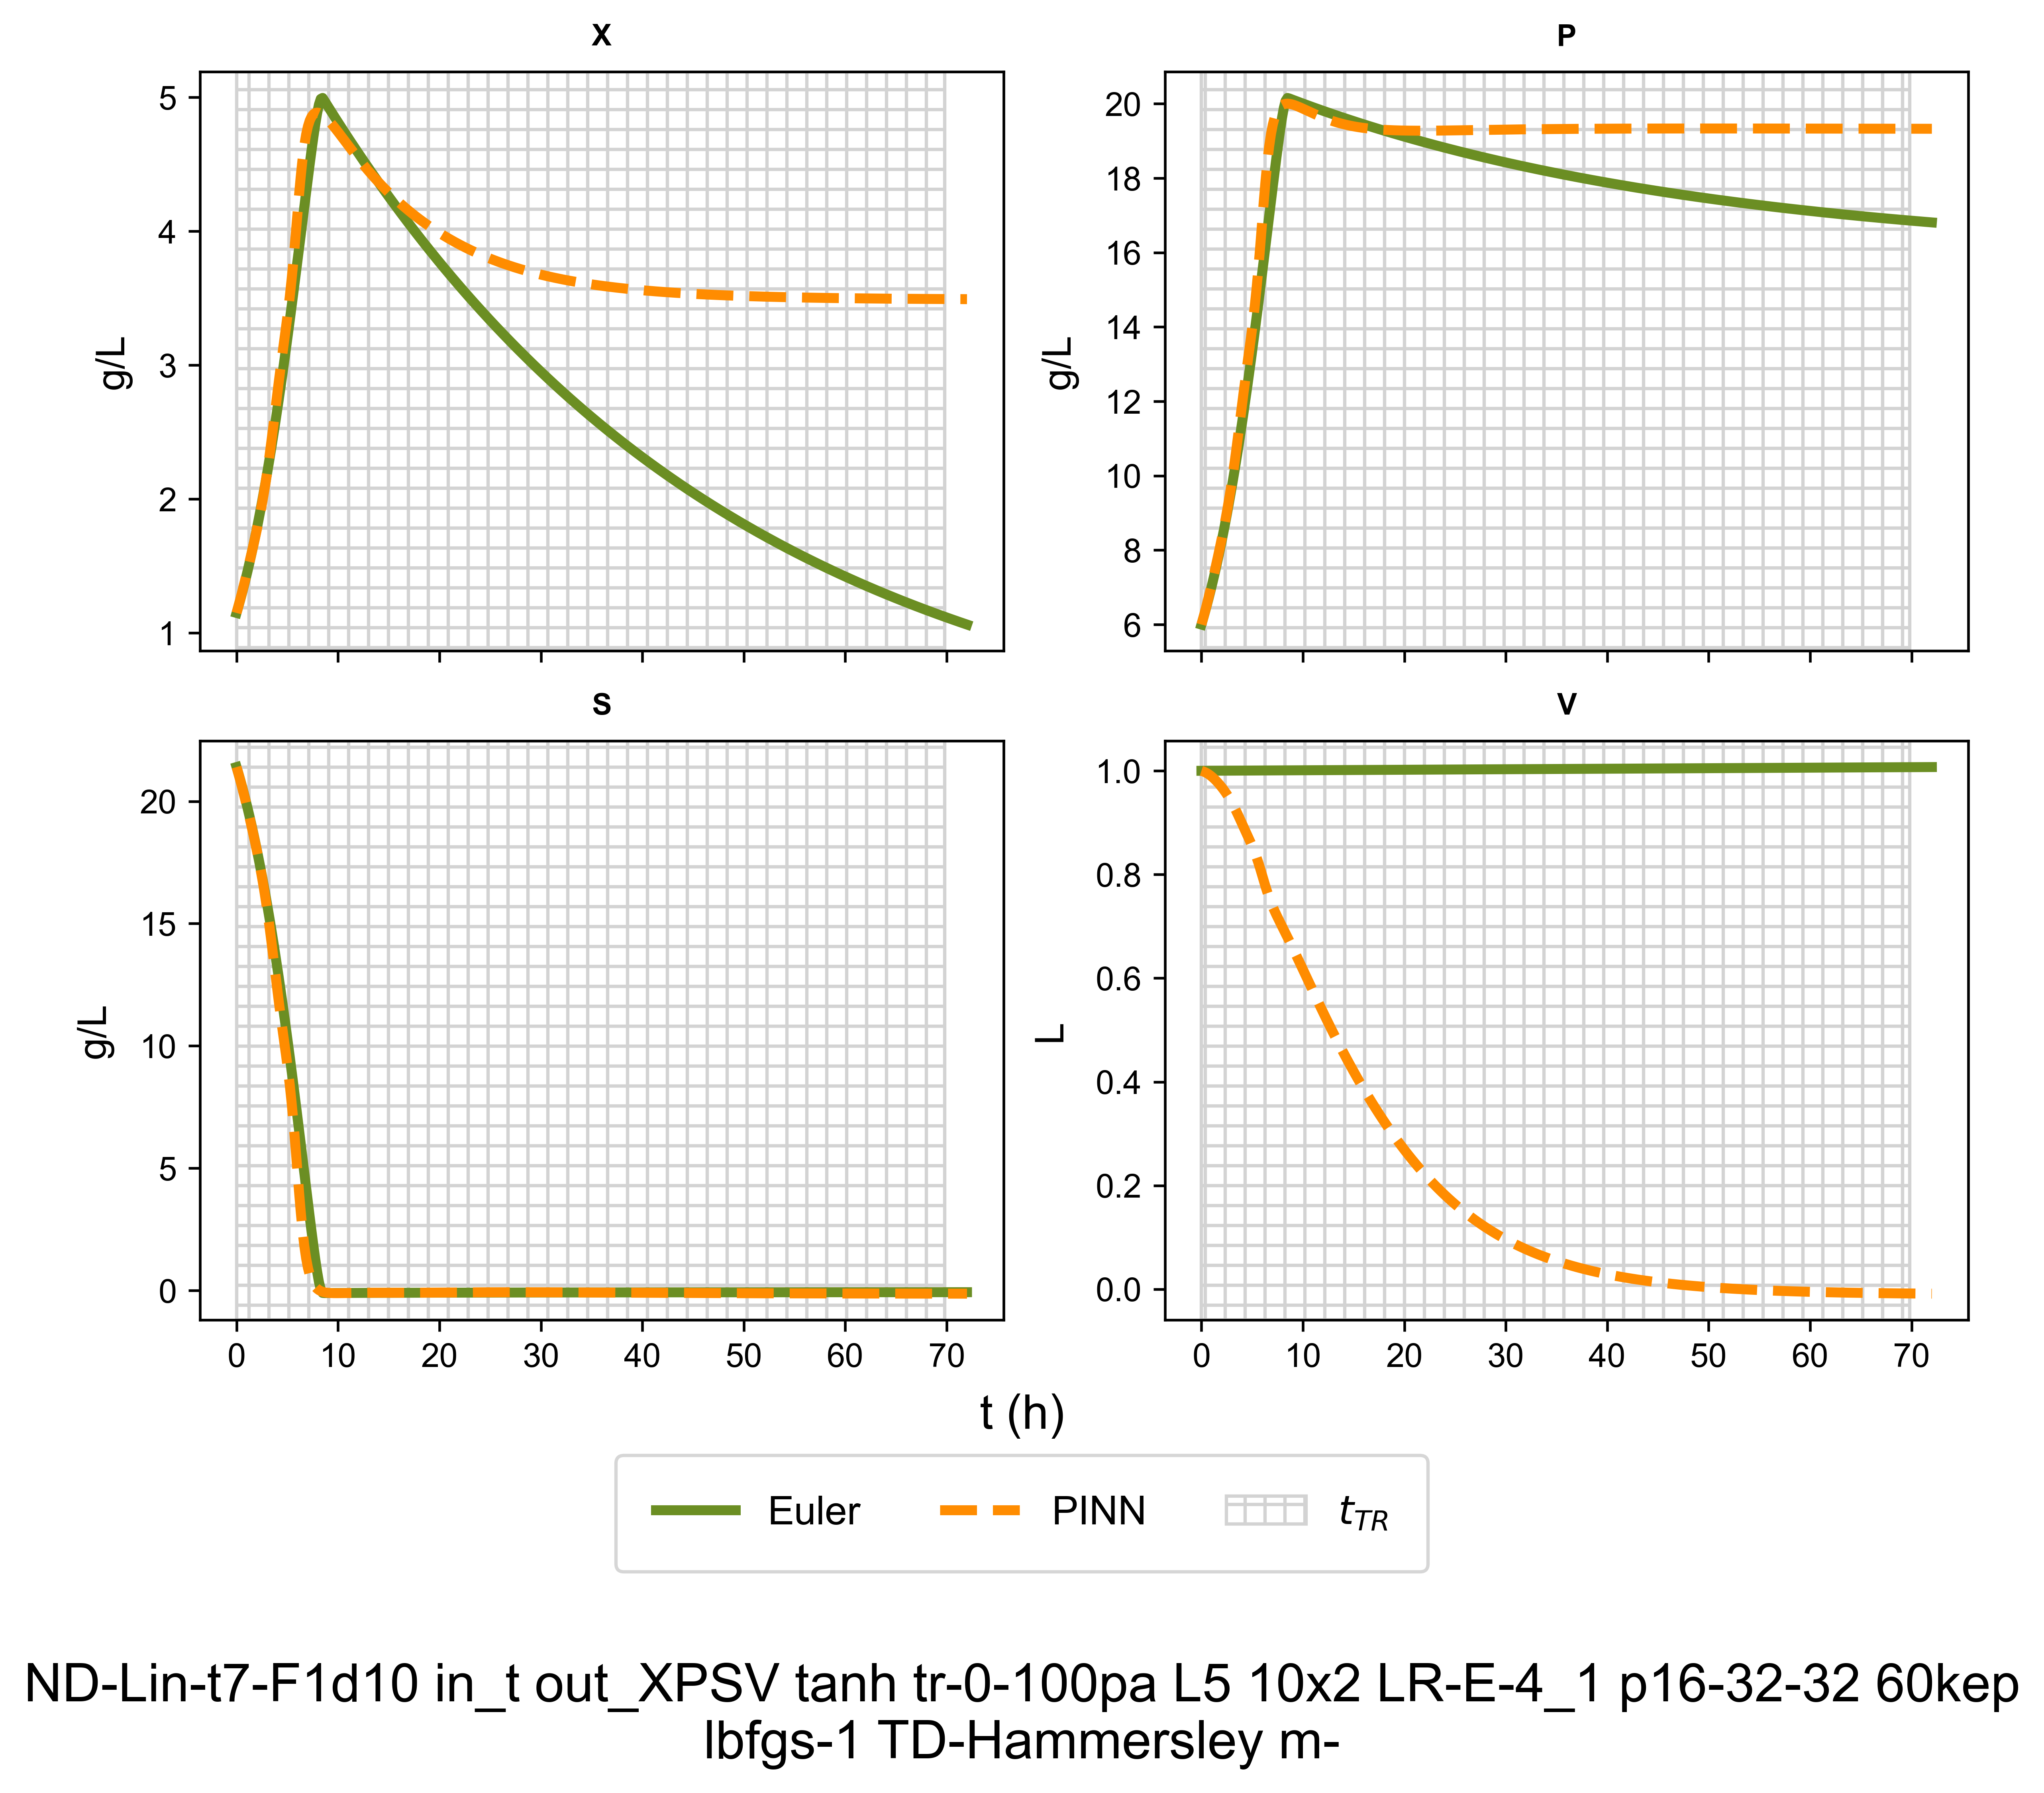 X
P
5
4
3
2
1
g/L
20
18
16
14
12
10
8
6
g/L
S
V
20
15
10
5
0
g/L
0 10 20 30 40 50 60 70
1.0
0.8
0.6
0.4
0.2
0.0
L
0 10 20 30 40 50 60 70
t (h)
Euler PINN t_{TR}
ND-Lin-t7-F1d10 in_t out_XPSV tanh tr-0-100pa L5 10x2 LR-E-4_1 p16-32-32 60kep
lbfgs-1 TD-Hammersley m-